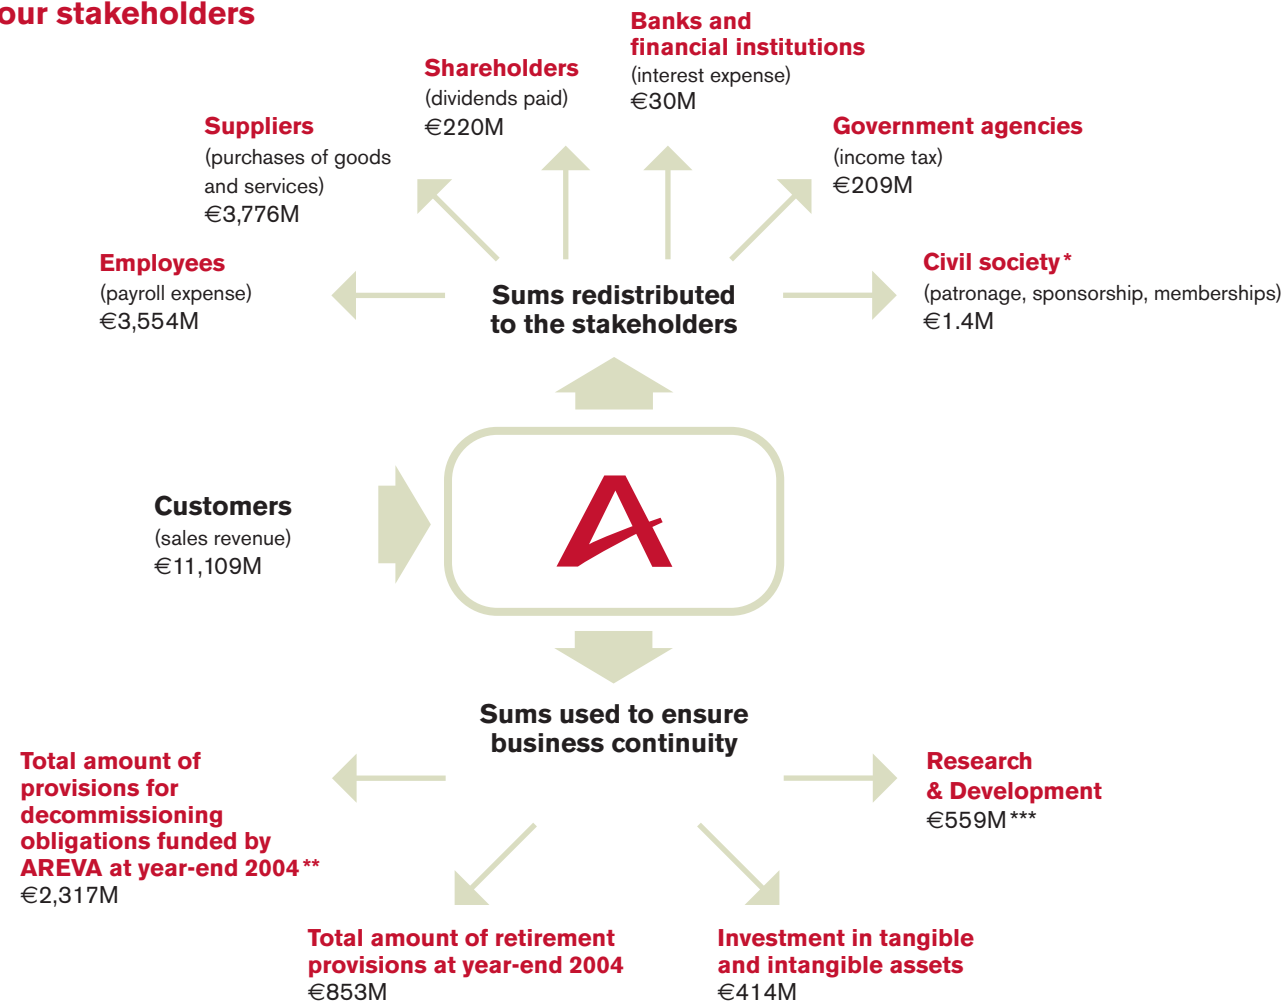 our stakeholders
Banks and
financial institutions
(interest expense)
€30M
Shareholders
(dividends paid)
€220M
Suppliers
(purchases of goods
and services)
€3,776M
Government agencies
(income tax)
€209M
Employees
(payroll expense)
€3,554M
Sums redistributed
to the stakeholders
Civil society*
(patronage, sponsorship, memberships)
€1.4M
Customers
(sales revenue)
€11,109M
Sums used to ensure
business continuity
Total amount of
provisions for
decommissioning
obligations funded by
AREVA at year-end 2004**
€2,317M
Research
& Development
€559M***
Total amount of retirement
provisions at year-end 2004
€853M
Investment in tangible
and intangible assets
€414M